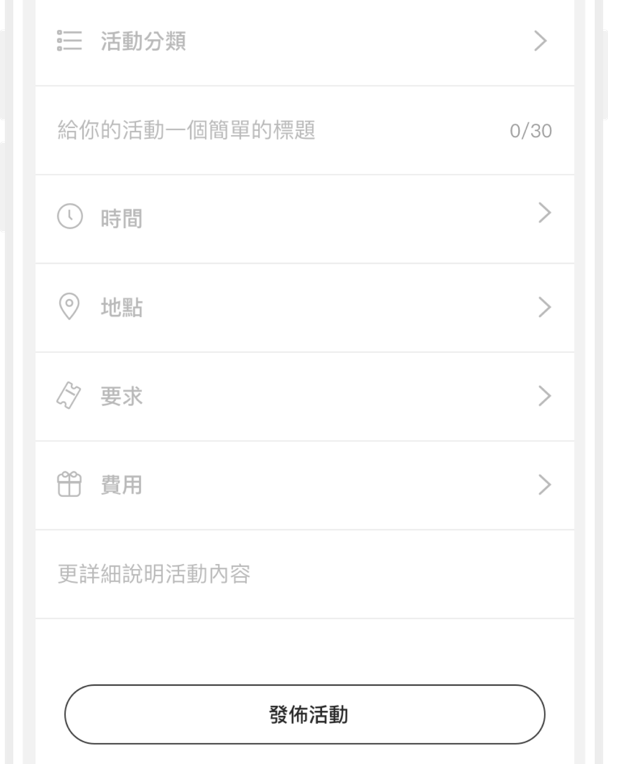 活動分類
給你的活動一個簡單的標題 0/30
時間
地點
要求
費用
更詳細說明活動內容
發佈活動